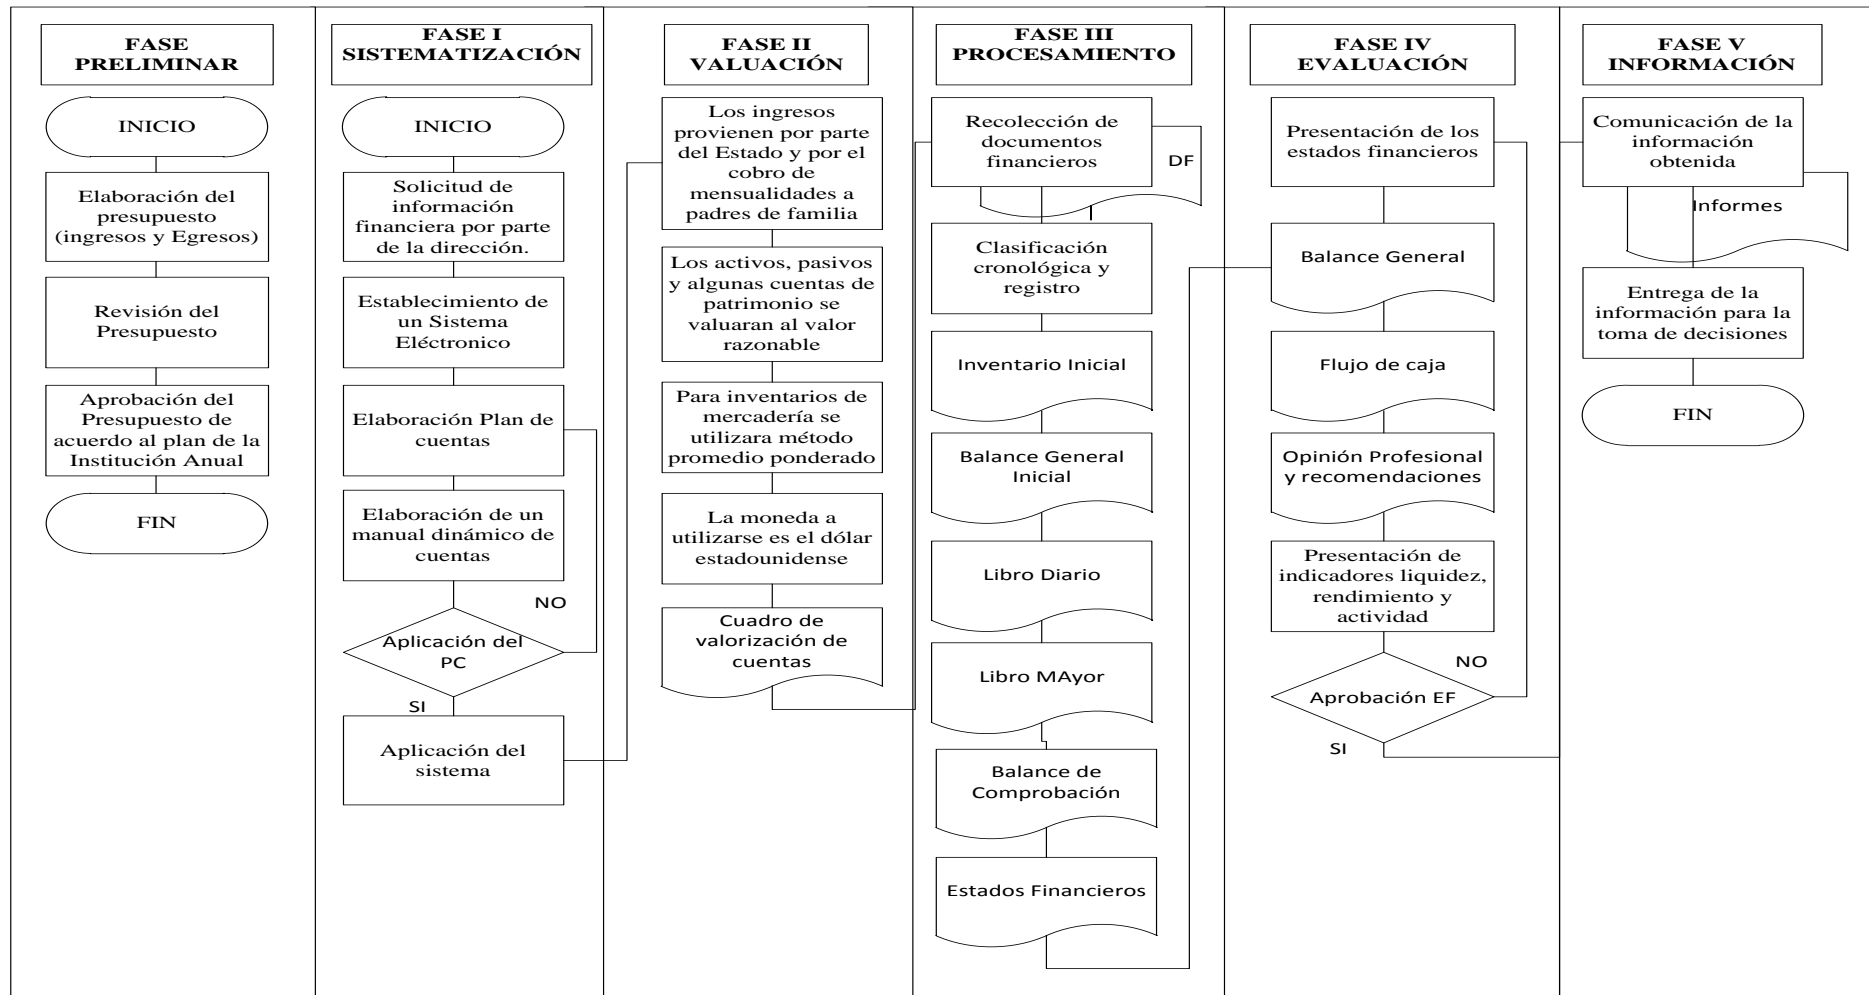 FASE
PRELIMINAR
INICIO
Elaboración del
presupuesto
(ingresos y Egresos)
Revisión del
Presupuesto
Aprobación del
Presupuesto de
acuerdo al plan de la
Institución Anual
FIN
FASE I
SISTEMATIZACIÓN
INICIO
Solicitud de
información
financiera por parte
de la dirección.
Establecimiento de
un Sistema
Eléctronico
Elaboración Plan de
cuentas
Elaboración de un
manual dinámico de
cuentas
NO
Aplicación del
PC
SI
Aplicación del
sistema
FASE II
VALUACIÓN
Los ingresos
provienen por parte
del Estado y por el
cobro de
mensualidades a
padres de familia
Los activos, pasivos
y algunas cuentas de
patrimonio se
valuaran al valor
razonable
Para inventarios de
mercadería se
utilizara método
promedio ponderado
La moneda a
utilizarse es el dólar
estadounidense
Cuadro de
valorización de
cuentas
FASE III
PROCESAMIENTO
Recolección de
documentos
financieros
DF
Clasificación
cronológica y
registro
Inventario Inicial
Balance General
Inicial
Libro Diario
Libro MAyor
Balance de
Comprobación
Estados Financieros
FASE IV
EVALUACIÓN
Presentación de los
estados financieros
Balance General
Flujo de caja
Opinión Profesional
y recomendaciones
Presentación de
indicadores liquidez,
rendimiento y
actividad
NO
Aprobación EF
SI
FASE V
INFORMACIÓN
Comunicación de la
información
obtenida
Informes
Entrega de la
información para la
toma de decisiones
FIN